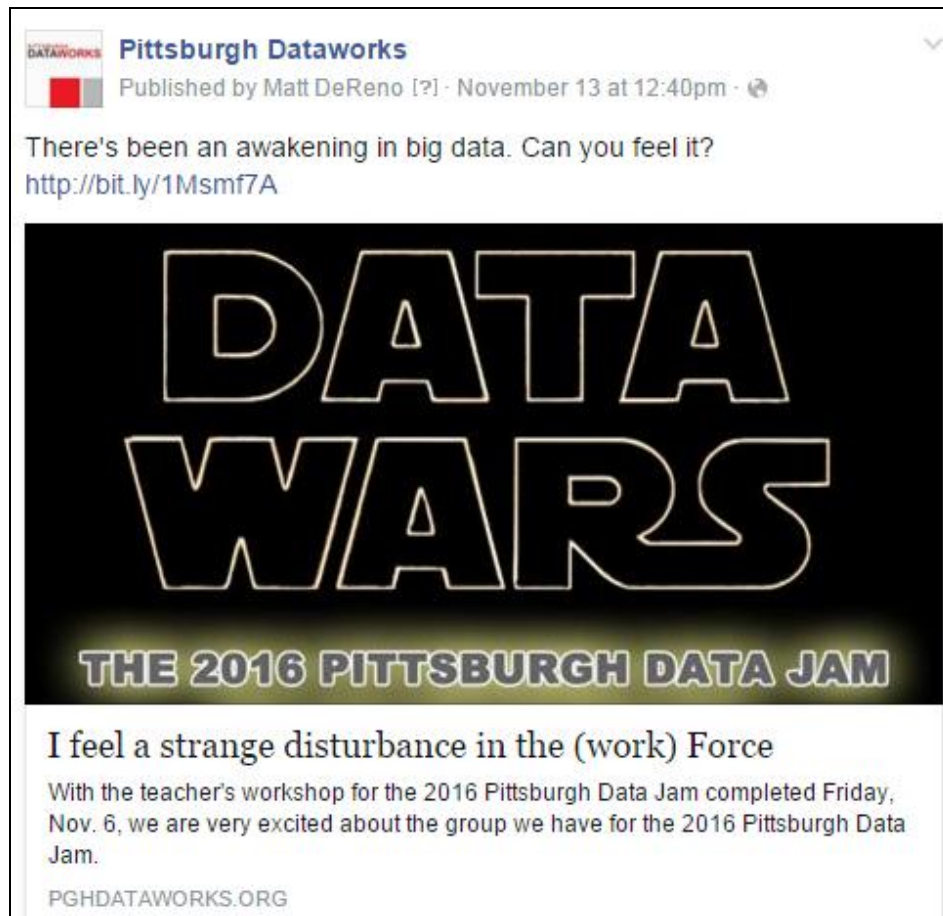 DATAWORKS
Pittsburgh Dataworks
Published by Matt DeReno [?] · November 13 at 12:40pm ·
There's been an awakening in big data. Can you feel it?
http://bit.ly/1Msmf7A
DATA
WARS
THE 2016 PITTSBURGH DATA JAM
I feel a strange disturbance in the (work) Force
With the teacher's workshop for the 2016 Pittsburgh Data Jam completed Friday,
Nov. 6, we are very excited about the group we have for the 2016 Pittsburgh Data
Jam.
PGHDATAWORKS.ORG